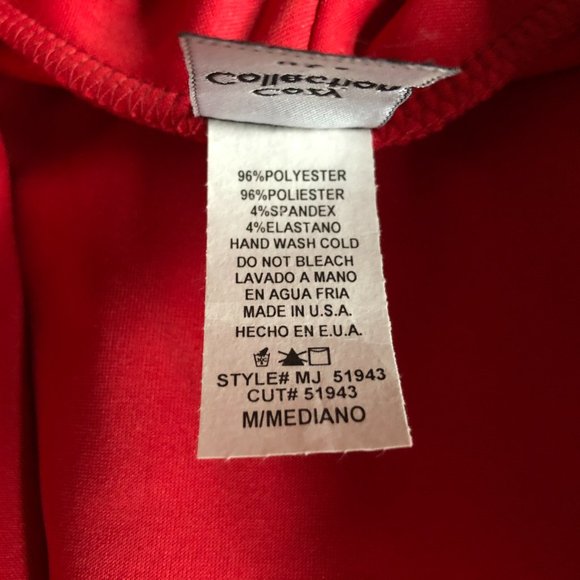 Collection
Cozy
96%POLYESTER
96%POLIESTER
4%SPANDEX
4%ELASTANO
HAND WASH COLD
DO NOT BLEACH
LAVADO A MANO
EN AGUA FRIA
MADE IN U.S.A.
HECHO EN E.U.A.
STYLE# MJ 51943
CUT# 51943
M/MEDIANO